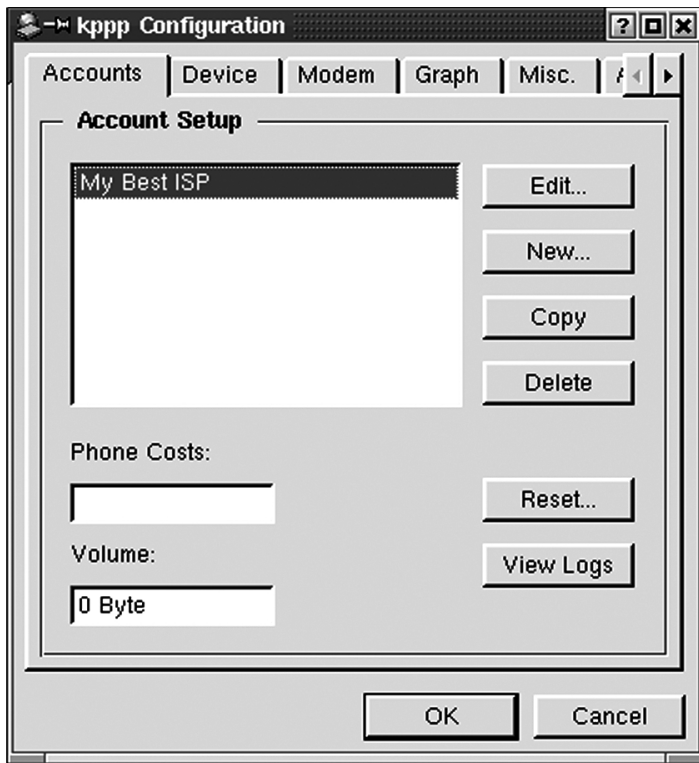 kppp Configuration
Accounts Device Modem Graph Misc.
Account Setup
My Best ISP
Edit...
New...
Copy
Delete
Phone Costs:
Reset...
Volume:
View Logs
0 Byte
OK Cancel